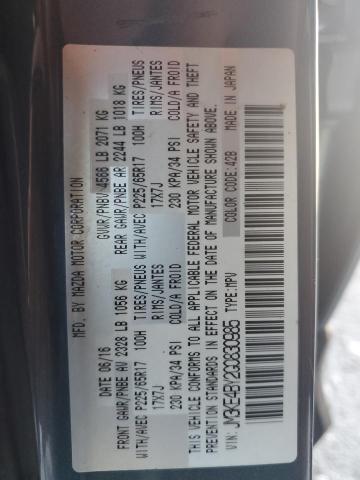 MFD. BY MAZDA MOTOR CORPORATION
DATE 06/16 GVWR/PNBV 4566 LB 2071 KG
FRONT GAWR/PNBE AV 2328 LB 1056 KG REAR GAWR/PNBE AR 2244 LB 1018 KG
WITH/AVEC P225/65R17 100H TIRES/PNEUS WITH/AVEC P225/65R17 100H TIRES/PNEUS
17X7J RIMS/JANTES 17X7J RIMS/JANTES
230 KPA/34 PSI COLD/A FROID 230 KPA/34 PSI COLD/A FROID
THIS VEHICLE CONFORMS TO ALL APPLICABLE FEDERAL MOTOR VEHICLE SAFETY AND THEFT
PREVENTION STANDARDS IN EFFECT ON THE DATE OF MANUFACTURE SHOWN ABOVE.
VIN: TYPE: MPV COLOR CODE: 42B MADE IN JAPAN